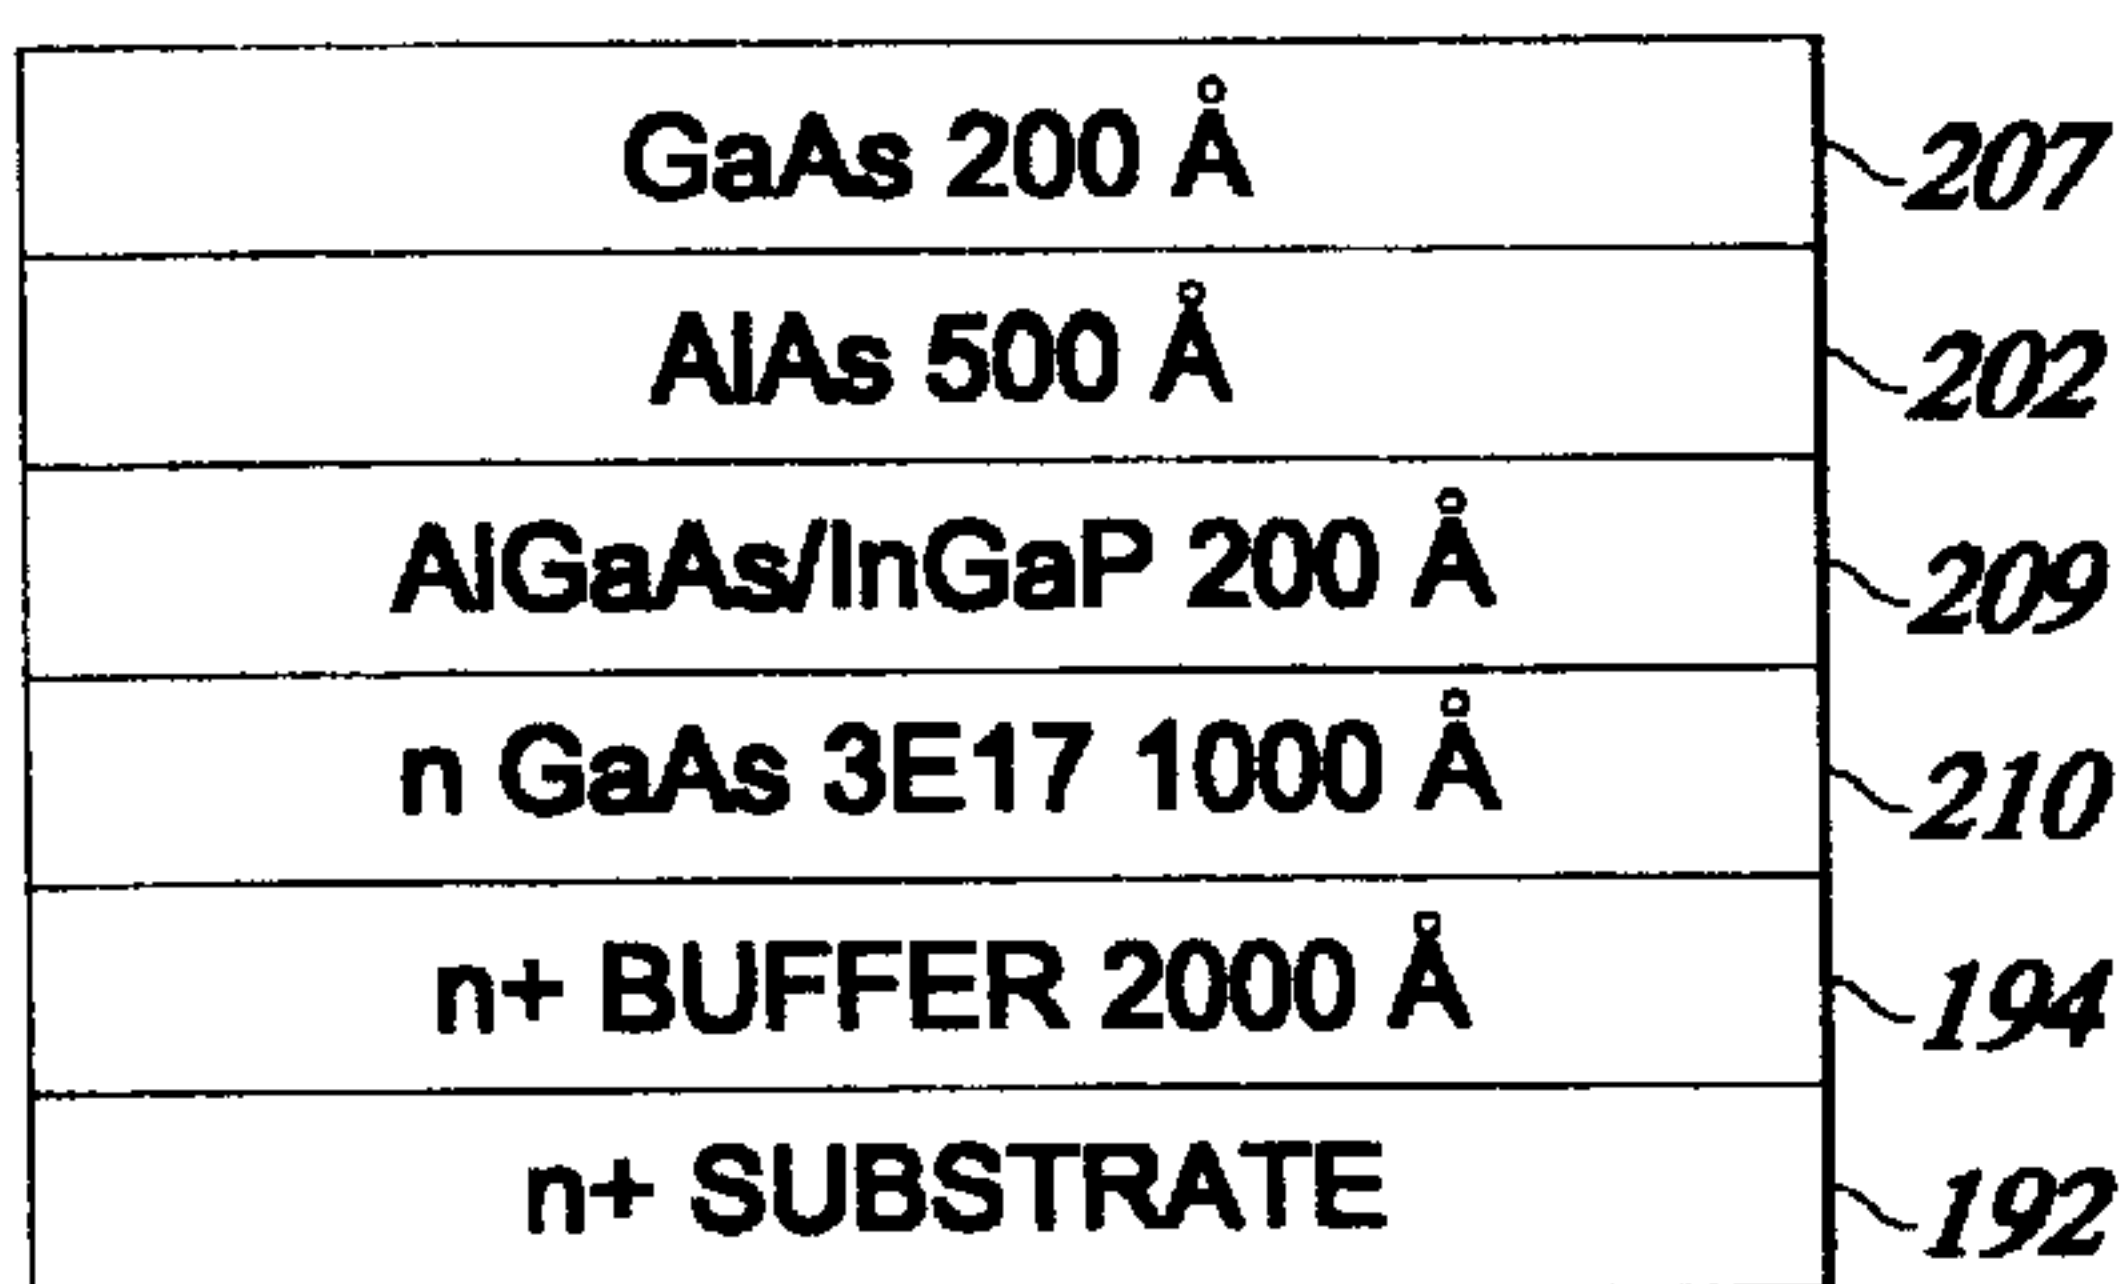 GaAs 200 Å 207
AlAs 500 Å 202
AlGaAs/InGaP 200 Å 209
n GaAs 3E17 1000 Å 210
n+ BUFFER 2000 Å 194
n+ SUBSTRATE 192